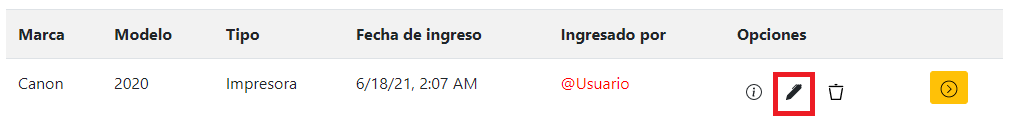 Marca Modelo Tipo Fecha de ingreso Ingresado por Opciones
Canon 2020 Impresora 6/18/21, 2:07 AM @Usuario